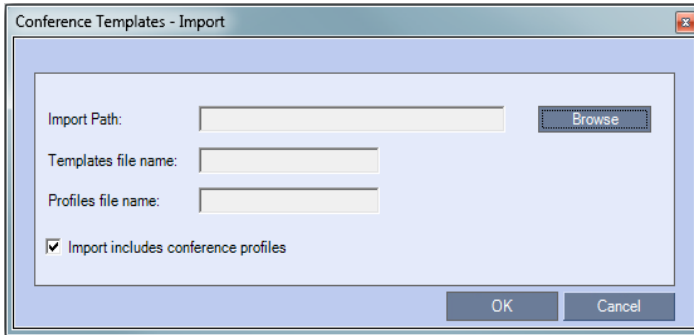 Conference Templates - Import
Import Path:
Browse
Templates file name:
Profiles file name:
Import includes conference profiles
OK
Cancel